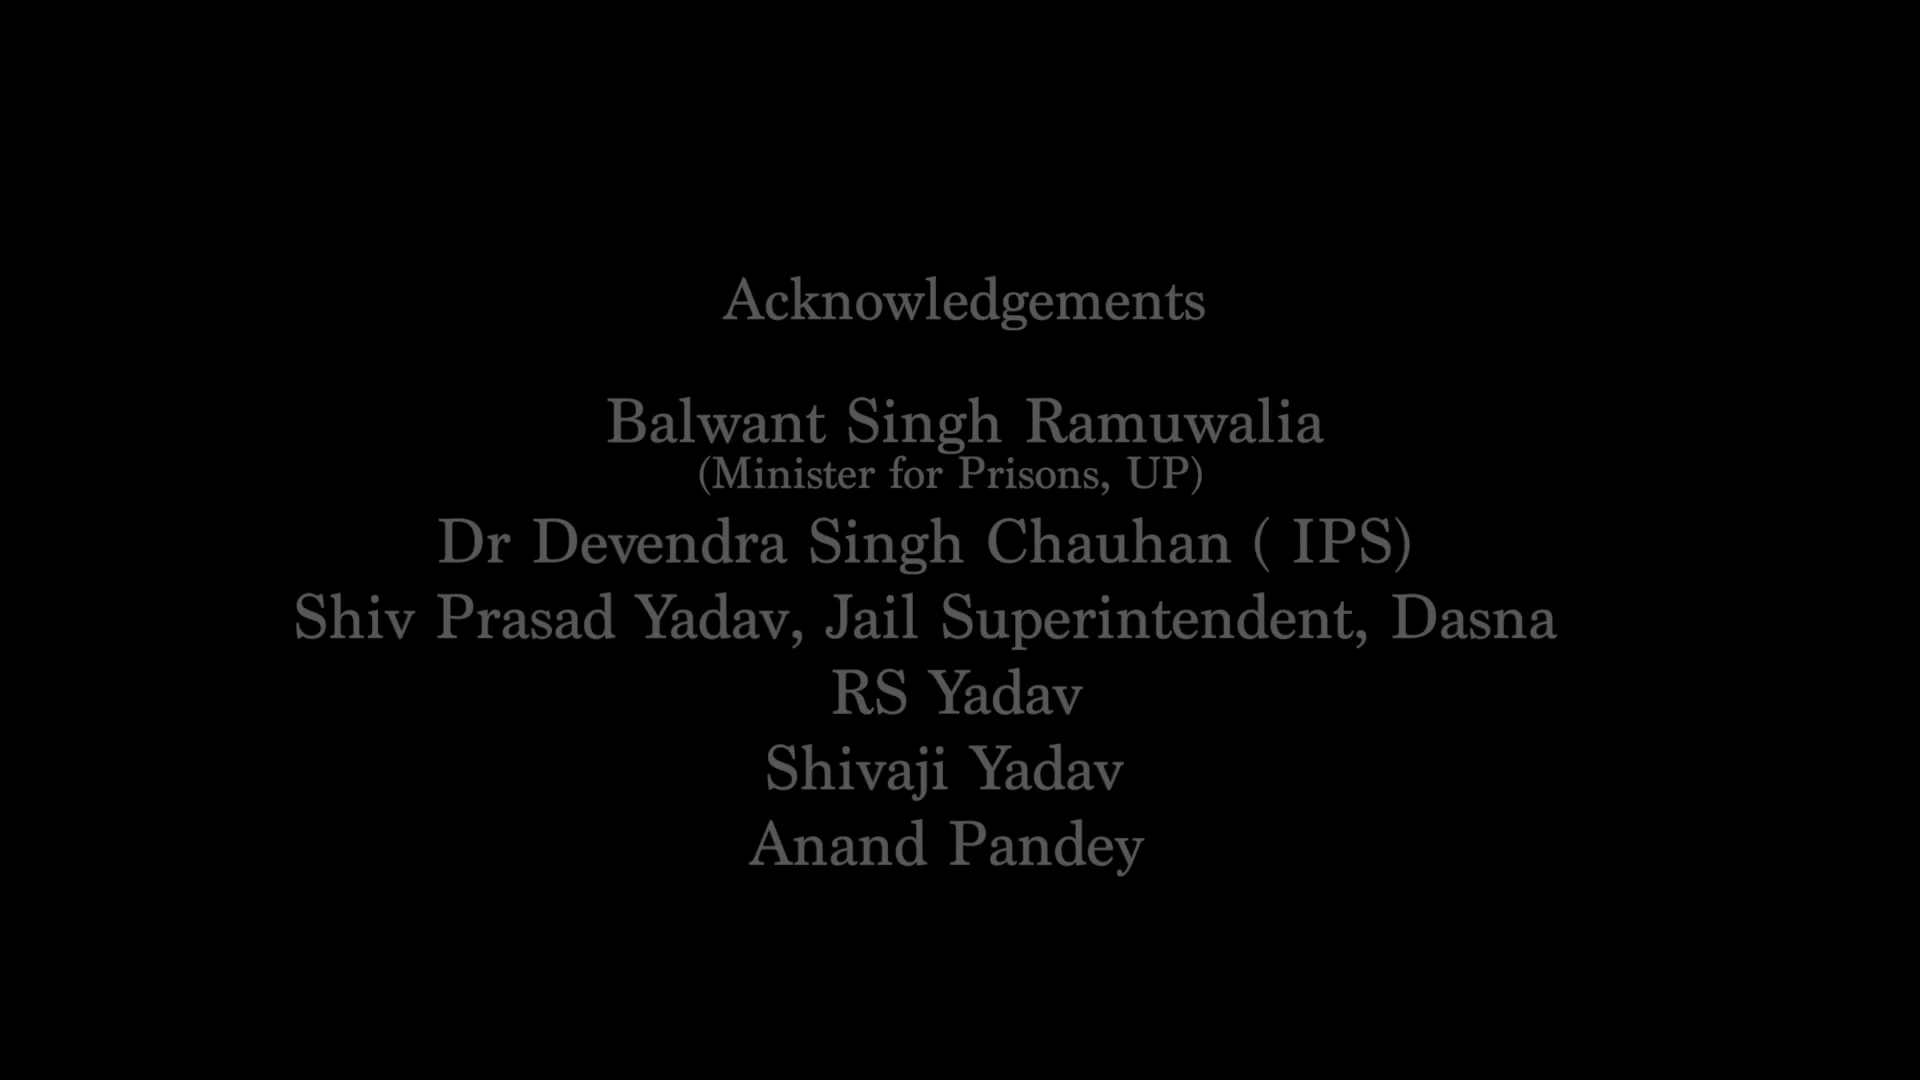 Acknowledgements
Balwant Singh Ramuwalia
(Minister for Prisons, UP)
Dr Devendra Singh Chauhan ( IPS)
Shiv Prasad Yadav, Jail Superintendent, Dasna
RS Yadav
Shivaji Yadav
Anand Pandey